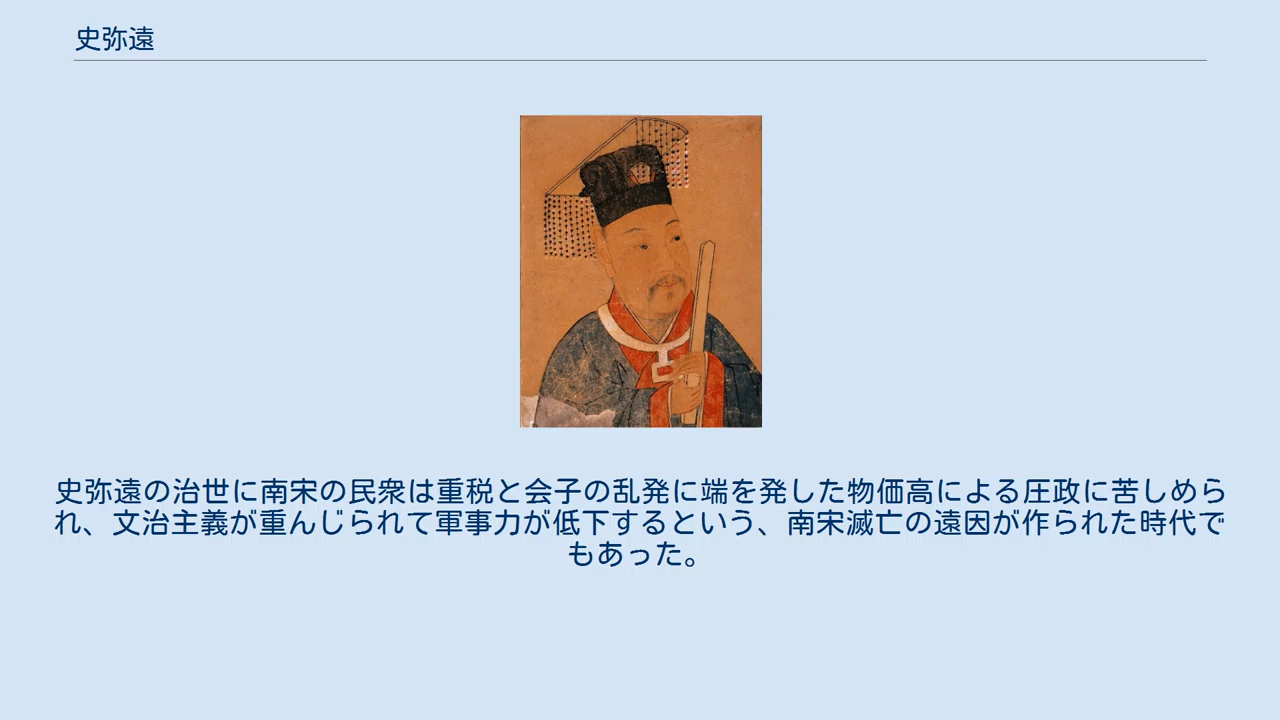 史弥遠
史弥遠の治世に南宋の民衆は重税と会子の乱発に端を発した物価高による圧政に苦しめら
れ、文治主義が重んじられて軍事力が低下するという、南宋滅亡の遠因が作られた時代で
もあった。